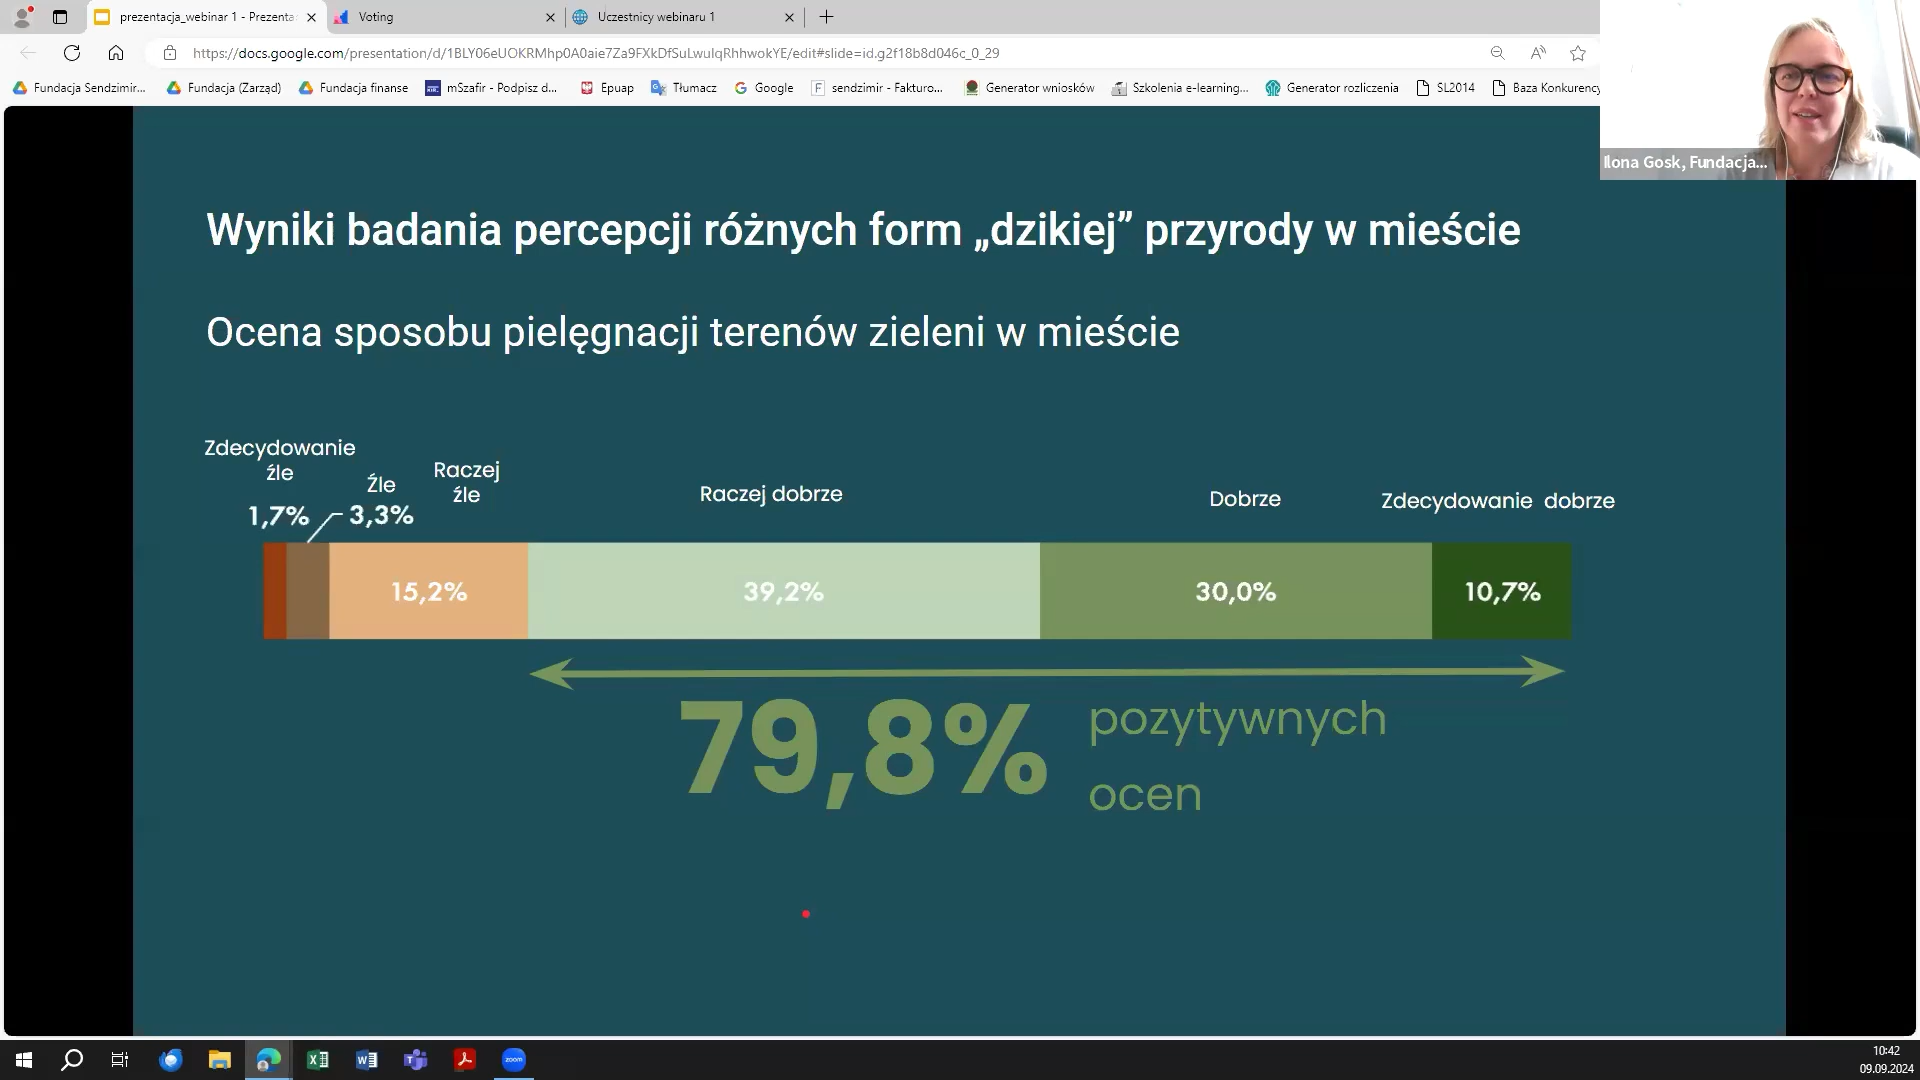 prezentacja_webinar 1 - Prezenta
Voting
Uczestnicy webinaru 1
https://docs.google.com/presentation/d/1BLY06eUOKRMhp0A0aie7Za9FXkDfSuLwulqRhhwokYE/edit#slide=id.g2f18b8d046c_0_29
Fundacja Sendzimir...
Fundacja (Zarząd)
Fundacja finanse
mSzafir - Podpisz d...
Epuap
Tłumacz
Google
sendzimir - Fakturo...
Generator wniosków
Szkolenia e-learning...
Generator rozliczenia
SL2014
Baza Konkurency
Ilona Gosk, Fundacja...
Wyniki badania percepcji różnych form „dzikiej” przyrody w mieście
Ocena sposobu pielęgnacji terenów zieleni w mieście
Zdecydowanie
źle
1,7%
Źle
3,3%
Raczej
źle
Raczej dobrze
Dobrze
Zdecydowanie dobrze
15,2%
39,2%
30,0%
10,7%
79,8%
pozytywnych
ocen
zoom
10:42
09.09.2024